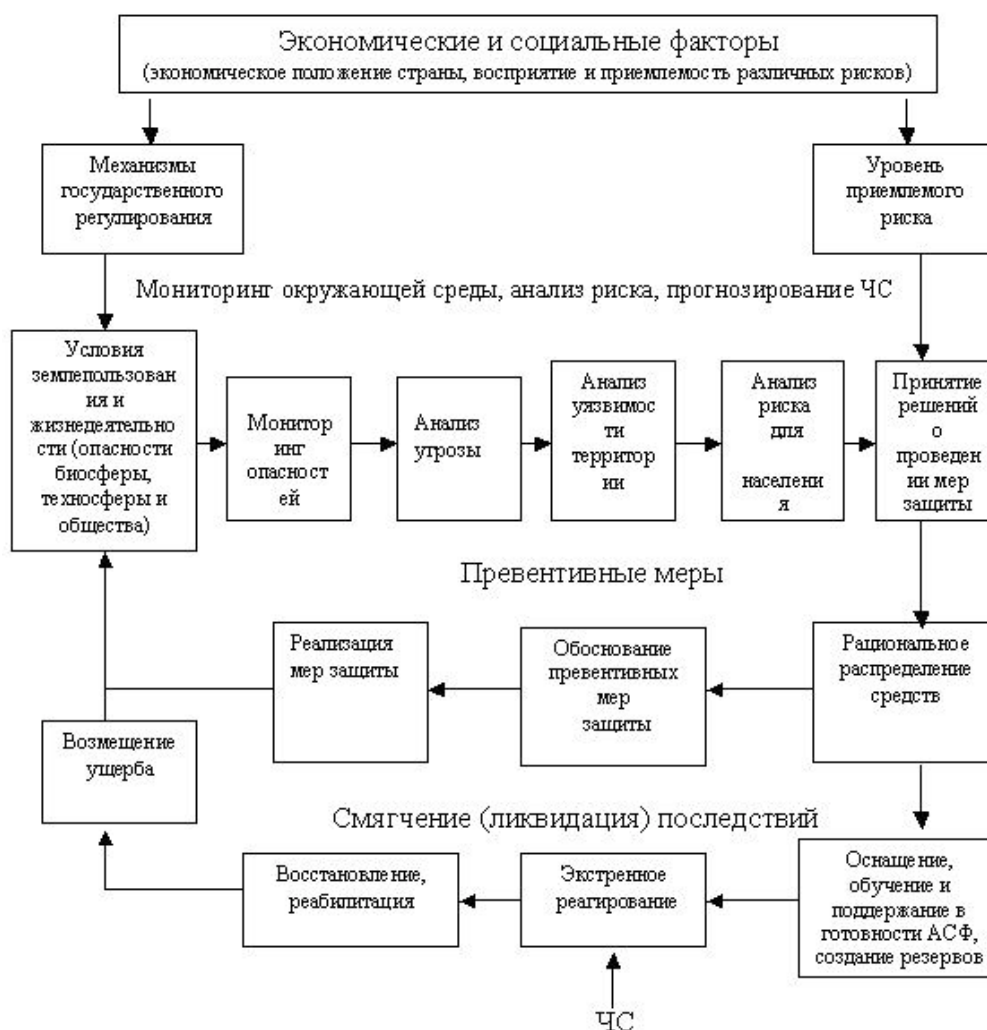 Экономические и социальные факторы
(экономическое положение страны, восприятие и приемлемость различных рисков)
Механизмы
государственного
регулирования
Уровень
приемлемого
риска
Мониторинг окружающей среды, анализ риска, прогнозирование ЧС
Условия
землепользован
ия и
жизнедеятельно
сти (опасности
биосферы,
техносферы и
общества)
Монитор
инг
опасност
ей
Анализ
угрозы
Анализ
уязвимос
ти
территор
ии
Анализ
риска для
населени
я
Принятие
решений
о
проведен
ии мер
защиты
Превентивные меры
Реализация
мер защиты
Обоснование
превентивных
мер
защиты
Рациональное
распределение
средств
Возмещение
ущерба
Смягчение (ликвидация) последствий
Восстановление,
реабилитация
Экстренное
реагирование
Оснащение,
обучение и
поддержание в
готовности АСФ,
создание резервов
ЧС